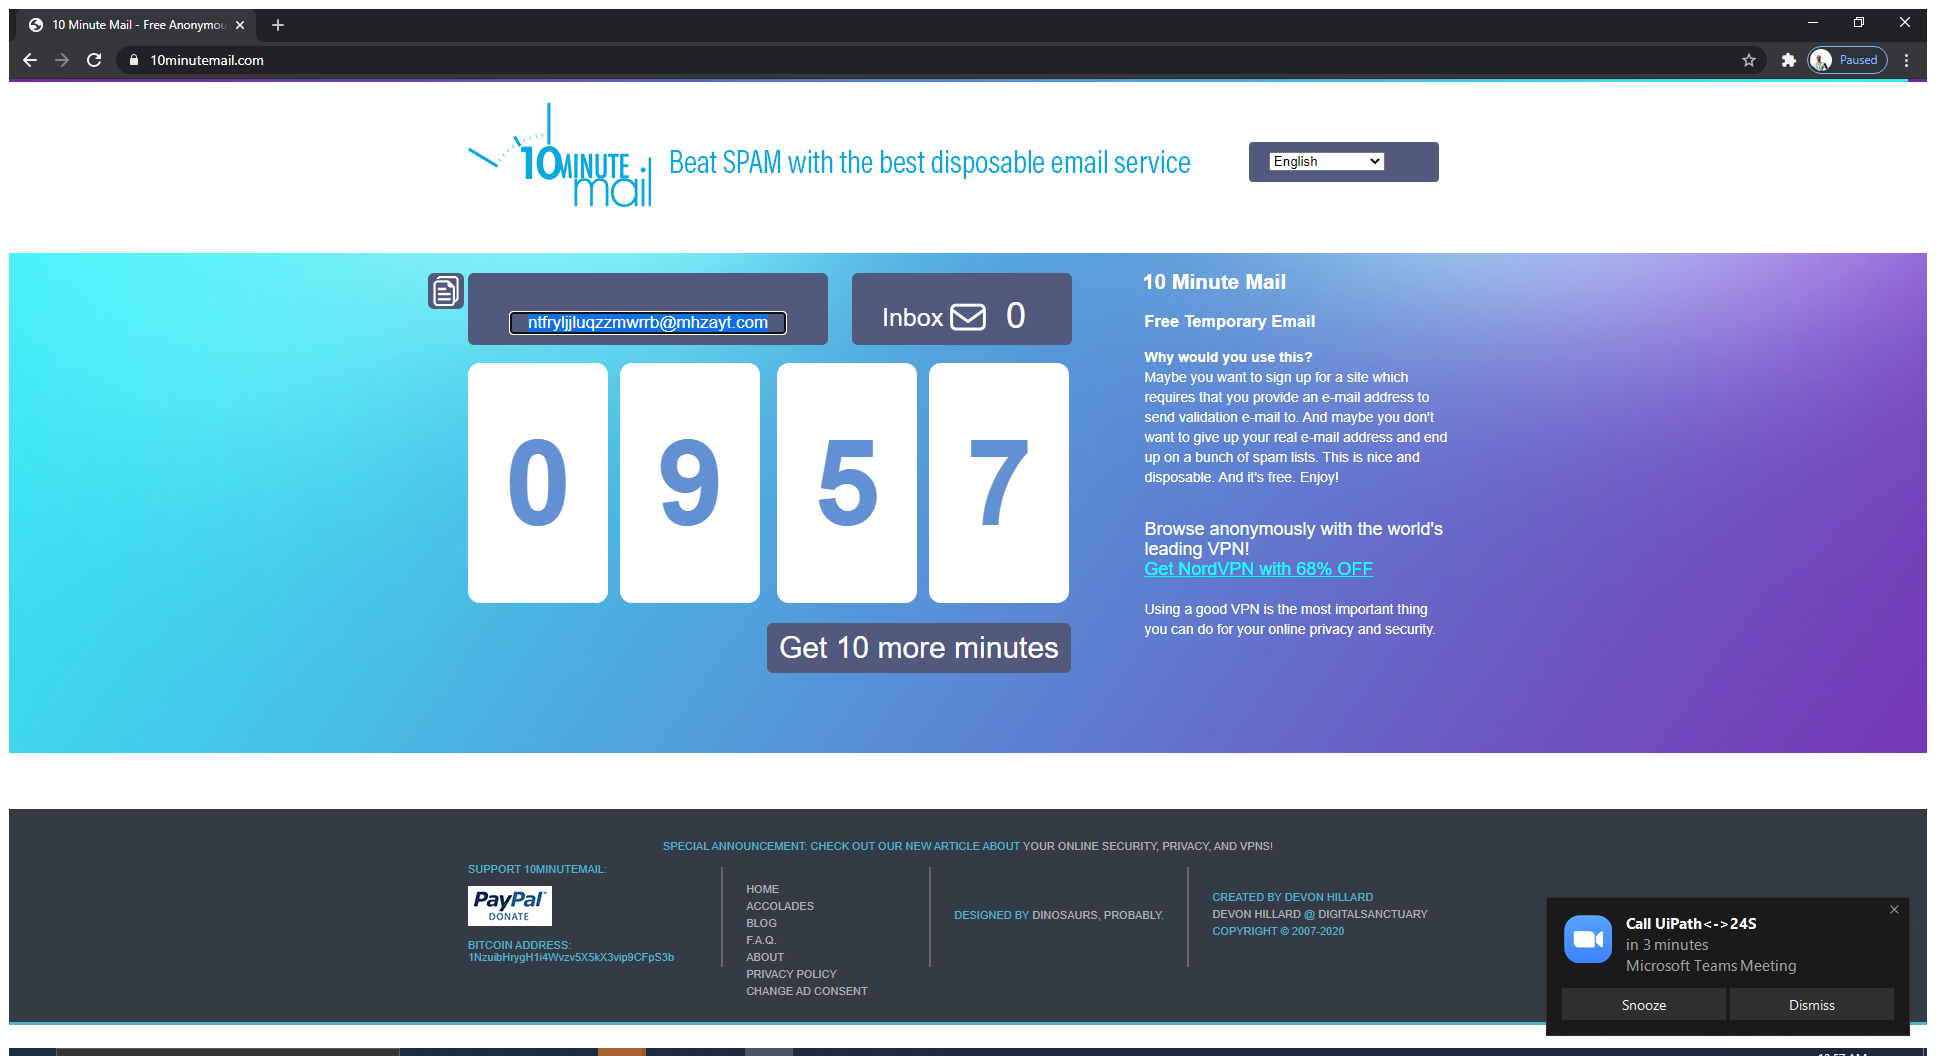 10 Minute Mail - Free Anonymou
10minutemail.com
Paused
10 MINUTE mail
Beat SPAM with the best disposable email service
English
ntfryljjluqzzmwrrb@mhzayt.com
Inbox 0
0 9 5 7
Get 10 more minutes
10 Minute Mail
Free Temporary Email
Why would you use this?
Maybe you want to sign up for a site which
requires that you provide an e-mail address to
send validation e-mail to. And maybe you don't
want to give up your real e-mail address and end
up on a bunch of spam lists. This is nice and
disposable. And it's free. Enjoy!
Browse anonymously with the world's
leading VPN!
Get NordVPN with 68% OFF
Using a good VPN is the most important thing
you can do for your online privacy and security.
SPECIAL ANNOUNCEMENT: CHECK OUT OUR NEW ARTICLE ABOUT YOUR ONLINE SECURITY, PRIVACY, AND VPNS!
SUPPORT 10MINUTEMAIL:
PayPal
DONATE
BITCOIN ADDRESS:
1NzuibHrygH1i4Wvzv5X5kX3vip9CFpS3b
HOME
ACCOLADES
BLOG
F.A.Q.
ABOUT
PRIVACY POLICY
CHANGE AD CONSENT
DESIGNED BY DINOSAURS, PROBABLY.
CREATED BY DEVON HILLARD
DEVON HILLARD @ DIGITALSANCTUARY
COPYRIGHT © 2007-2020
Call UiPath<->24S
in 3 minutes
Microsoft Teams Meeting
Snooze
Dismiss